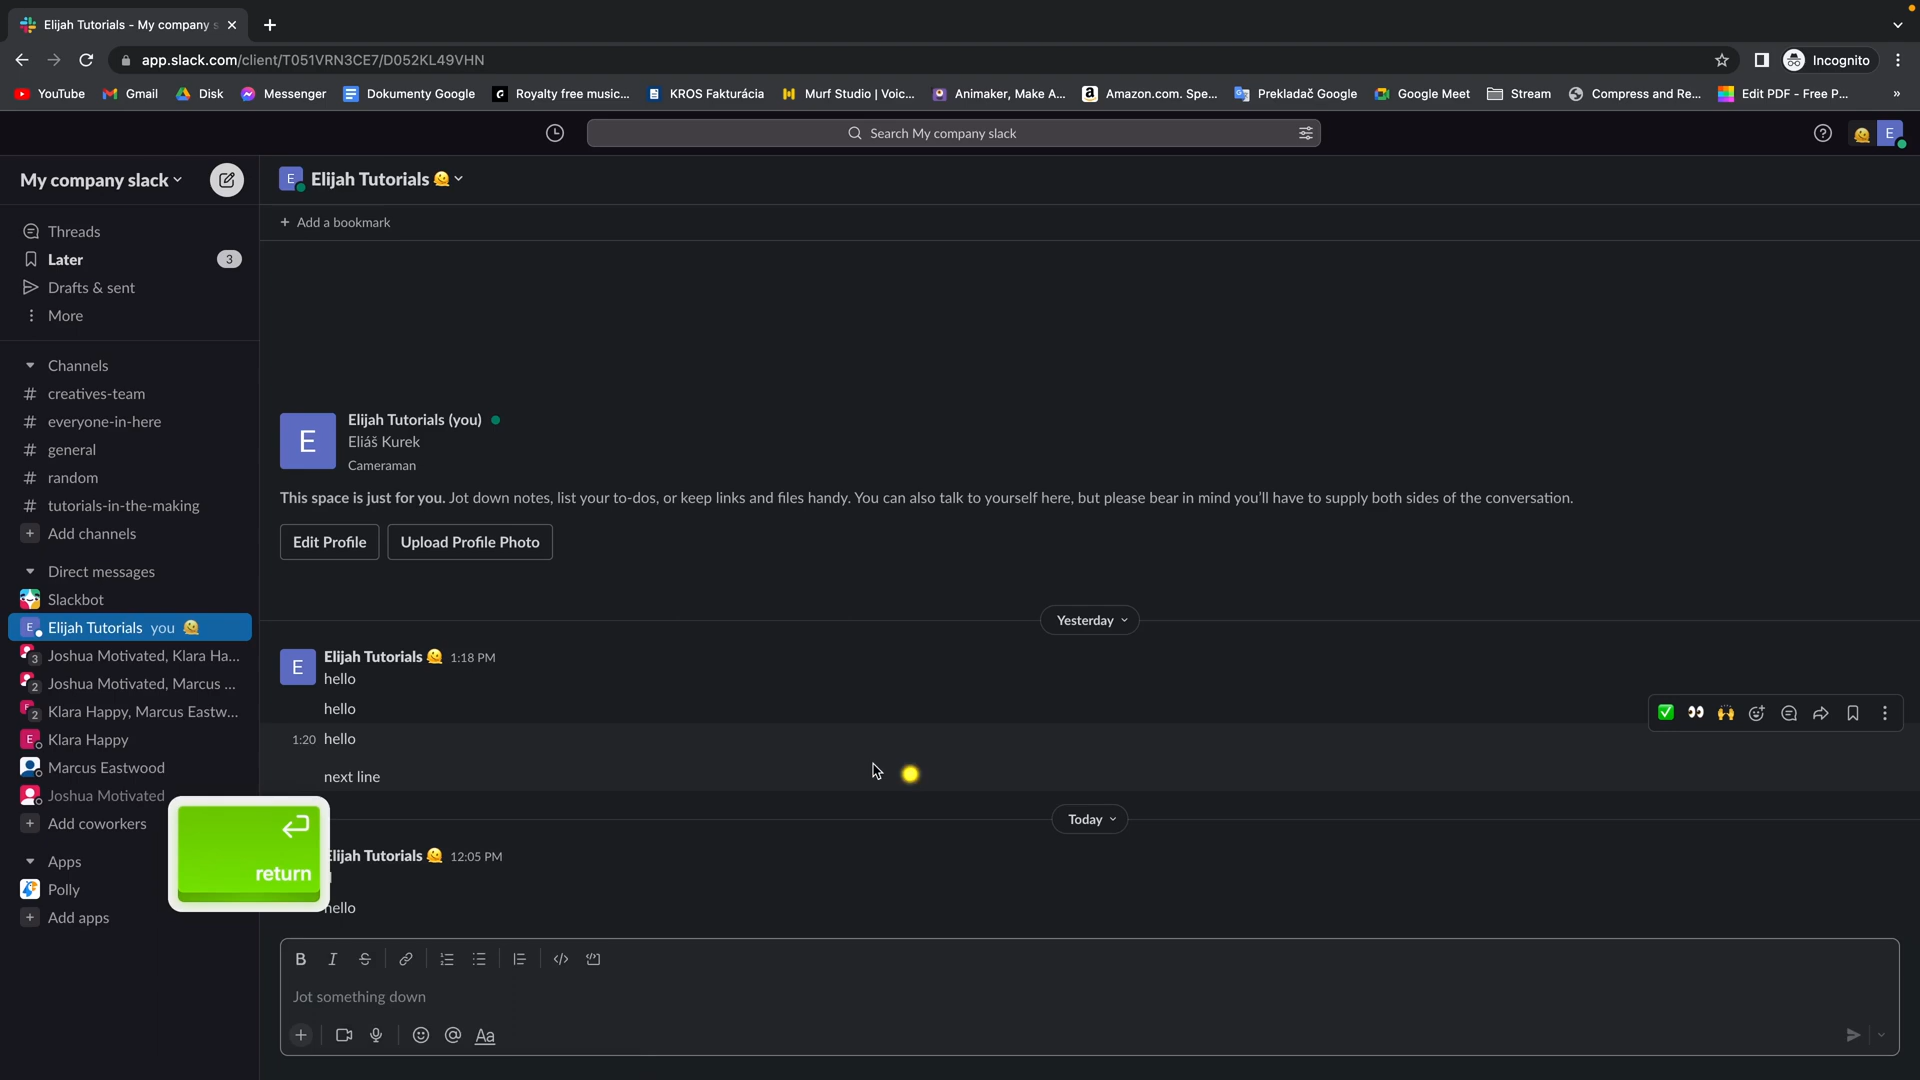 Elijah Tutorials - My company s
app.slack.com/client/T051VRN3CE7/D052KL49VHN
Incognito
YouTube
Gmail
Disk
Messenger
Dokumenty Google
Royalty free music...
KROS Fakturácia
Murf Studio | Voic...
Animaker, Make A...
Amazon.com. Spe...
Prekladač Google
Google Meet
Stream
Compress and Re...
Edit PDF - Free P...
»
Search My company slack
E
My company slack
E
Elijah Tutorials
+ Add a bookmark
Threads
Later
3
Drafts & sent
More
Channels
# creatives-team
# everyone-in-here
# general
# random
# tutorials-in-the-making
+ Add channels
Direct messages
Slackbot
E Elijah Tutorials you
3 Joshua Motivated, Klara Ha...
2 Joshua Motivated, Marcus ...
2 Klara Happy, Marcus Eastw...
E Klara Happy
Marcus Eastwood
Joshua Motivated
+ Add coworkers
Apps
Polly
+ Add apps
return
E
Elijah Tutorials (you)
Eliáš Kurek
Cameraman
This space is just for you. Jot down notes, list your to-dos, or keep links and files handy. You can also talk to yourself here, but please bear in mind you'll have to supply both sides of the conversation.
Edit Profile
Upload Profile Photo
Yesterday
E
Elijah Tutorials 1:18 PM
hello
hello
1:20 hello
next line
Today
Elijah Tutorials 12:05 PM
hello
B I S
Jot something down
+ @ Aa